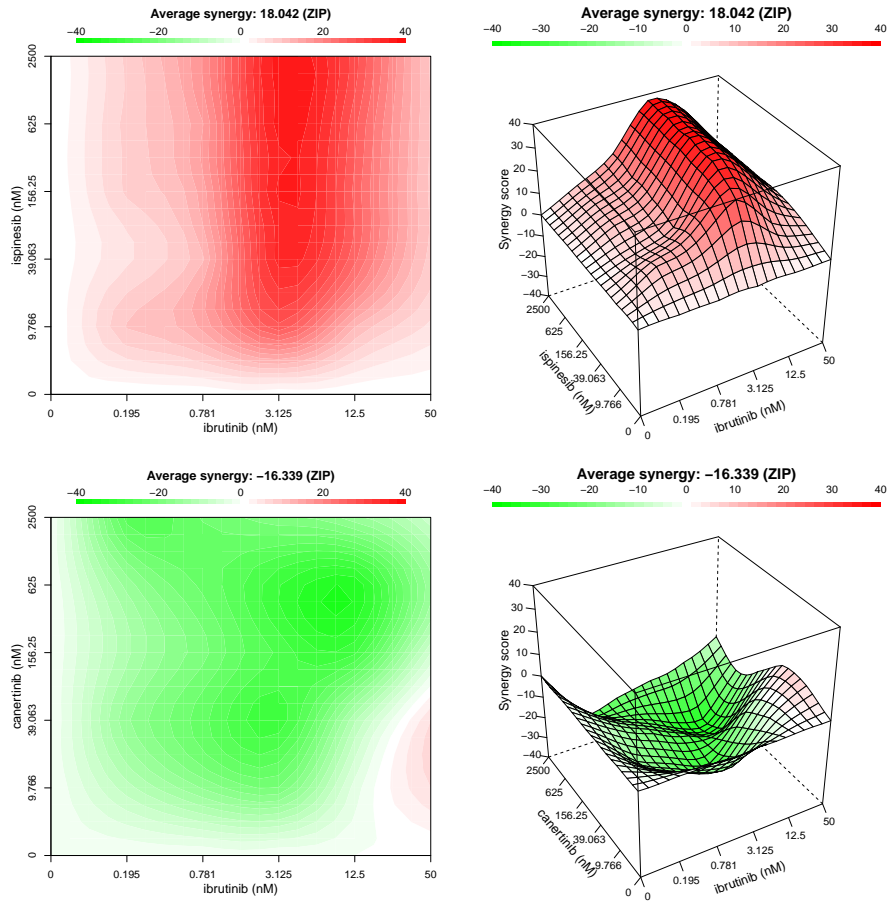 Average synergy: 18.042 (ZIP)
−40 −20 0 20 40
2500
625
156.25
39.063
9.766
0
ispinesib (nM)
0 0.195 0.781 3.125 12.5 50
ibrutinib (nM)
Average synergy: 18.042 (ZIP)
−40 −30 −20 −10 0 10 20 30 40
40
30
20
10
0
−10
−20
−30
−40
Synergy score
2500
625
156.25
39.063
9.766
0
ispinesib (nM)
0 0.195 0.781 3.125 12.5 50
ibrutinib (nM)
Average synergy: −16.339 (ZIP)
−40 −20 0 20 40
2500
625
156.25
39.063
9.766
0
canertinib (nM)
0 0.195 0.781 3.125 12.5 50
ibrutinib (nM)
Average synergy: −16.339 (ZIP)
−40 −30 −20 −10 0 10 20 30 40
40
30
20
10
0
−10
−20
−30
−40
Synergy score
2500
625
156.25
39.063
9.766
0
canertinib (nM)
0 0.195 0.781 3.125 12.5 50
ibrutinib (nM)